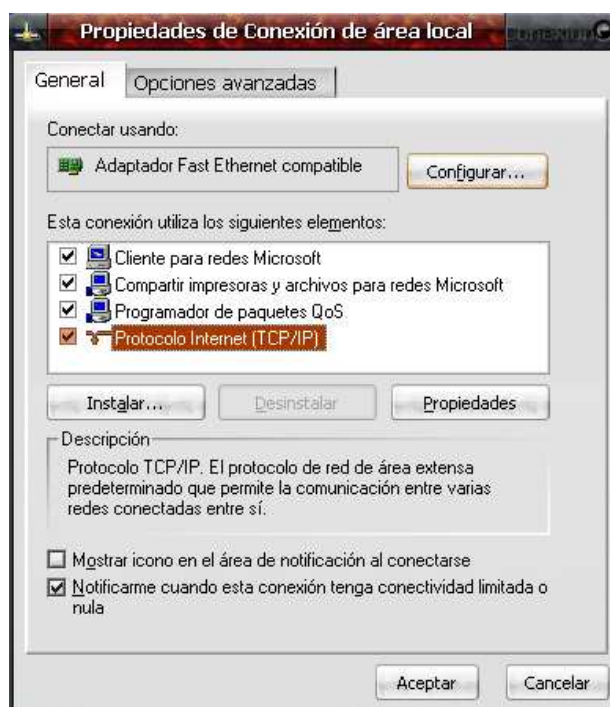 Propiedades de Conexión de área local
General
Opciones avanzadas
Conectar usando:
Adaptador Fast Ethernet compatible
Configurar...
Esta conexión utiliza los siguientes elementos:
Cliente para redes Microsoft
Compartir impresoras y archivos para redes Microsoft
Programador de paquetes QoS
Protocolo Internet (TCP/IP)
Instalar...
Desinstalar
Propiedades
Descripción
Protocolo TCP/IP. El protocolo de red de área extensa
predeterminado que permite la comunicación entre varias
redes conectadas entre sí.
Mostrar icono en el área de notificación al conectarse
Notificarme cuando esta conexión tenga conectividad limitada o
nula
Aceptar
Cancelar